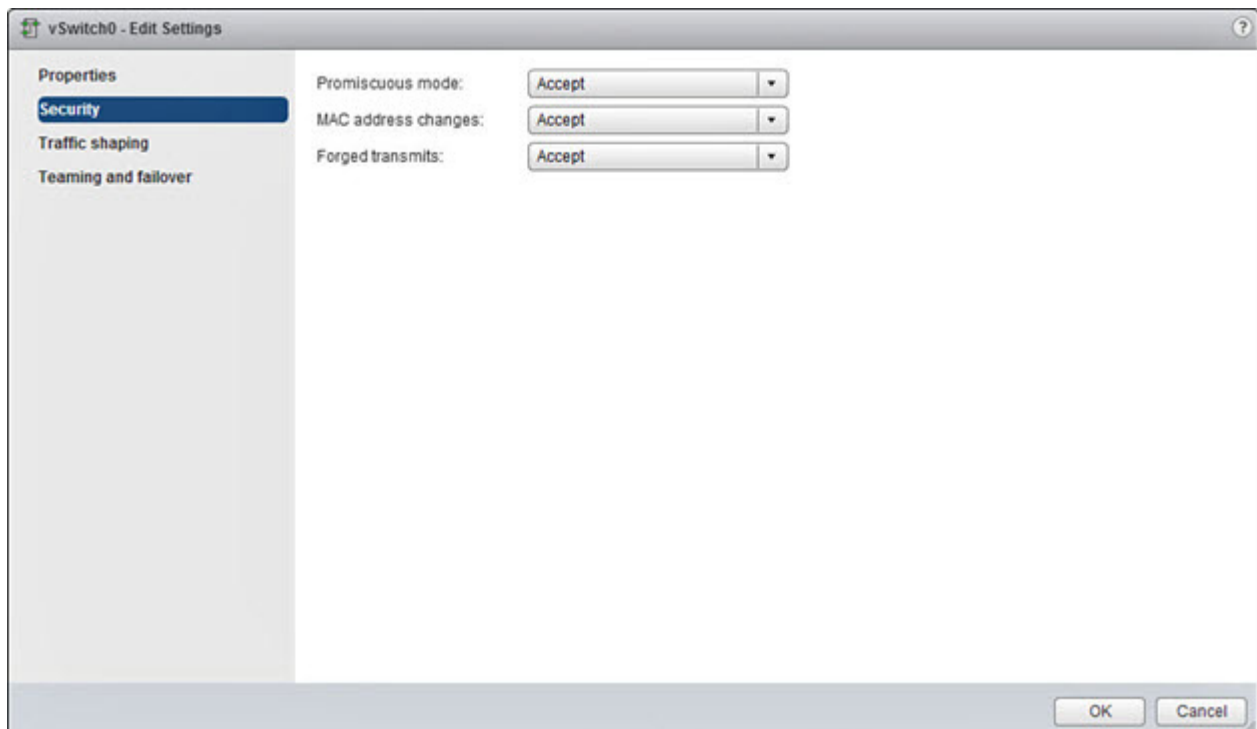 vSwitch0 - Edit Settings
?
Properties
Security
Traffic shaping
Teaming and failover
Promiscuous mode: Accept
MAC address changes: Accept
Forged transmits: Accept
OK Cancel